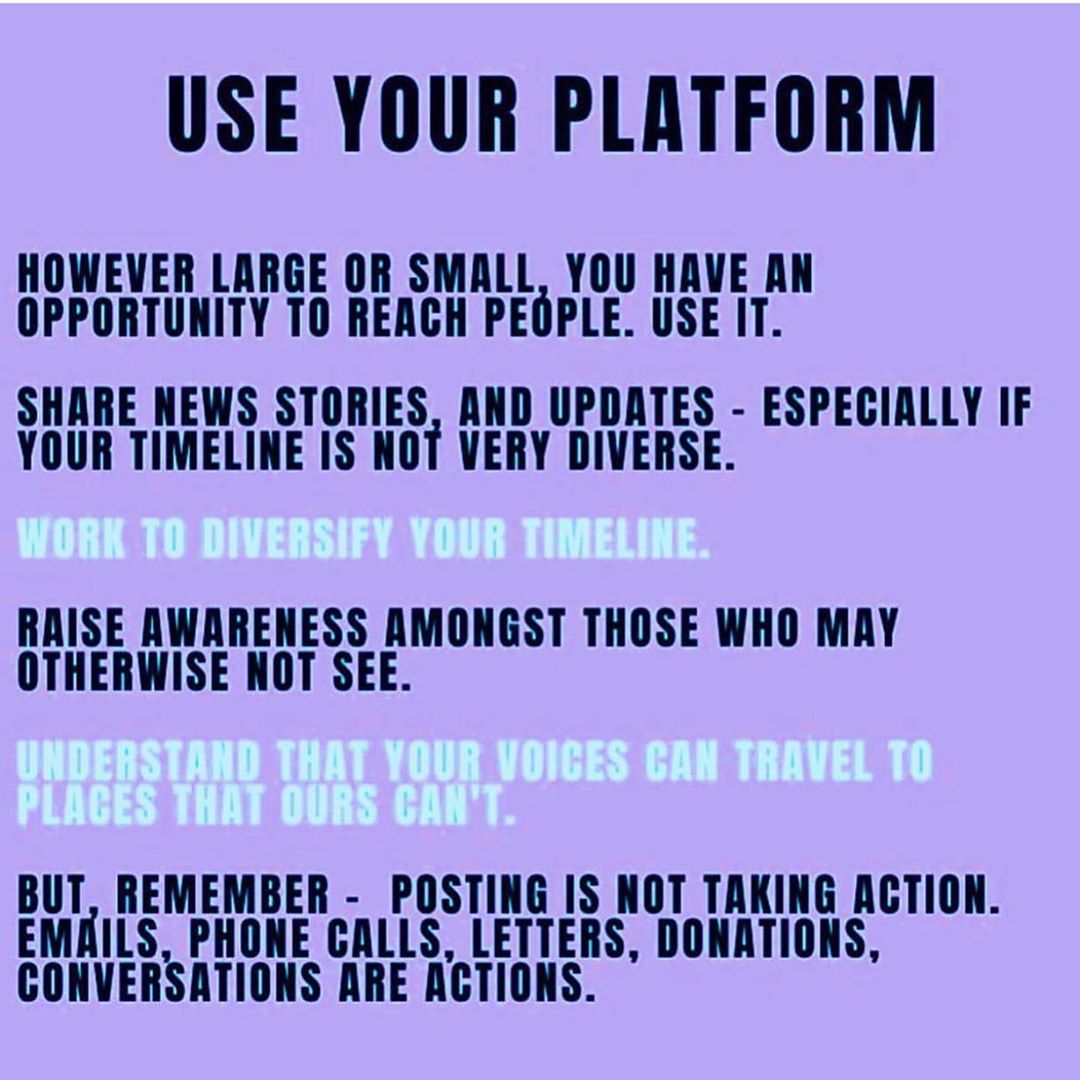 USE YOUR PLATFORM
HOWEVER LARGE OR SMALL, YOU HAVE AN
OPPORTUNITY TO REACH PEOPLE. USE IT.
SHARE NEWS STORIES, AND UPDATES - ESPECIALLY IF
YOUR TIMELINE IS NOT VERY DIVERSE.
WORK TO DIVERSIFY YOUR TIMELINE.
RAISE AWARENESS AMONGST THOSE WHO MAY
OTHERWISE NOT SEE.
UNDERSTAND THAT YOUR VOICES CAN TRAVEL TO
PLACES THAT OURS CAN'T.
BUT, REMEMBER - POSTING IS NOT TAKING ACTION.
EMAILS, PHONE CALLS, LETTERS, DONATIONS,
CONVERSATIONS ARE ACTIONS.